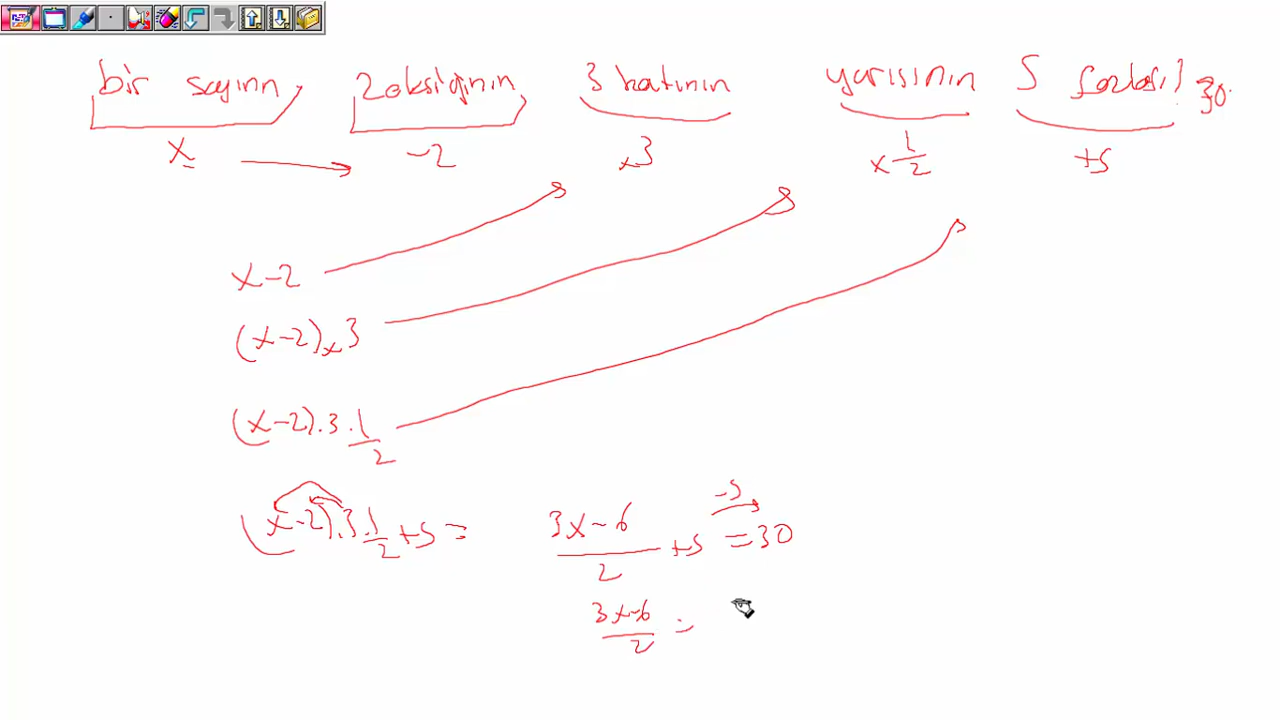 bir sayının 2 eksiğinin 3 katının yarısının 5 fazlası? 30
x -2 x3 x 1/2 +5
x-2
(x-2)x3
(x-2).3.1/2
(x-2).3.1/2+5=
-5
3x-6/2 +5 =30
3x-6/2 =